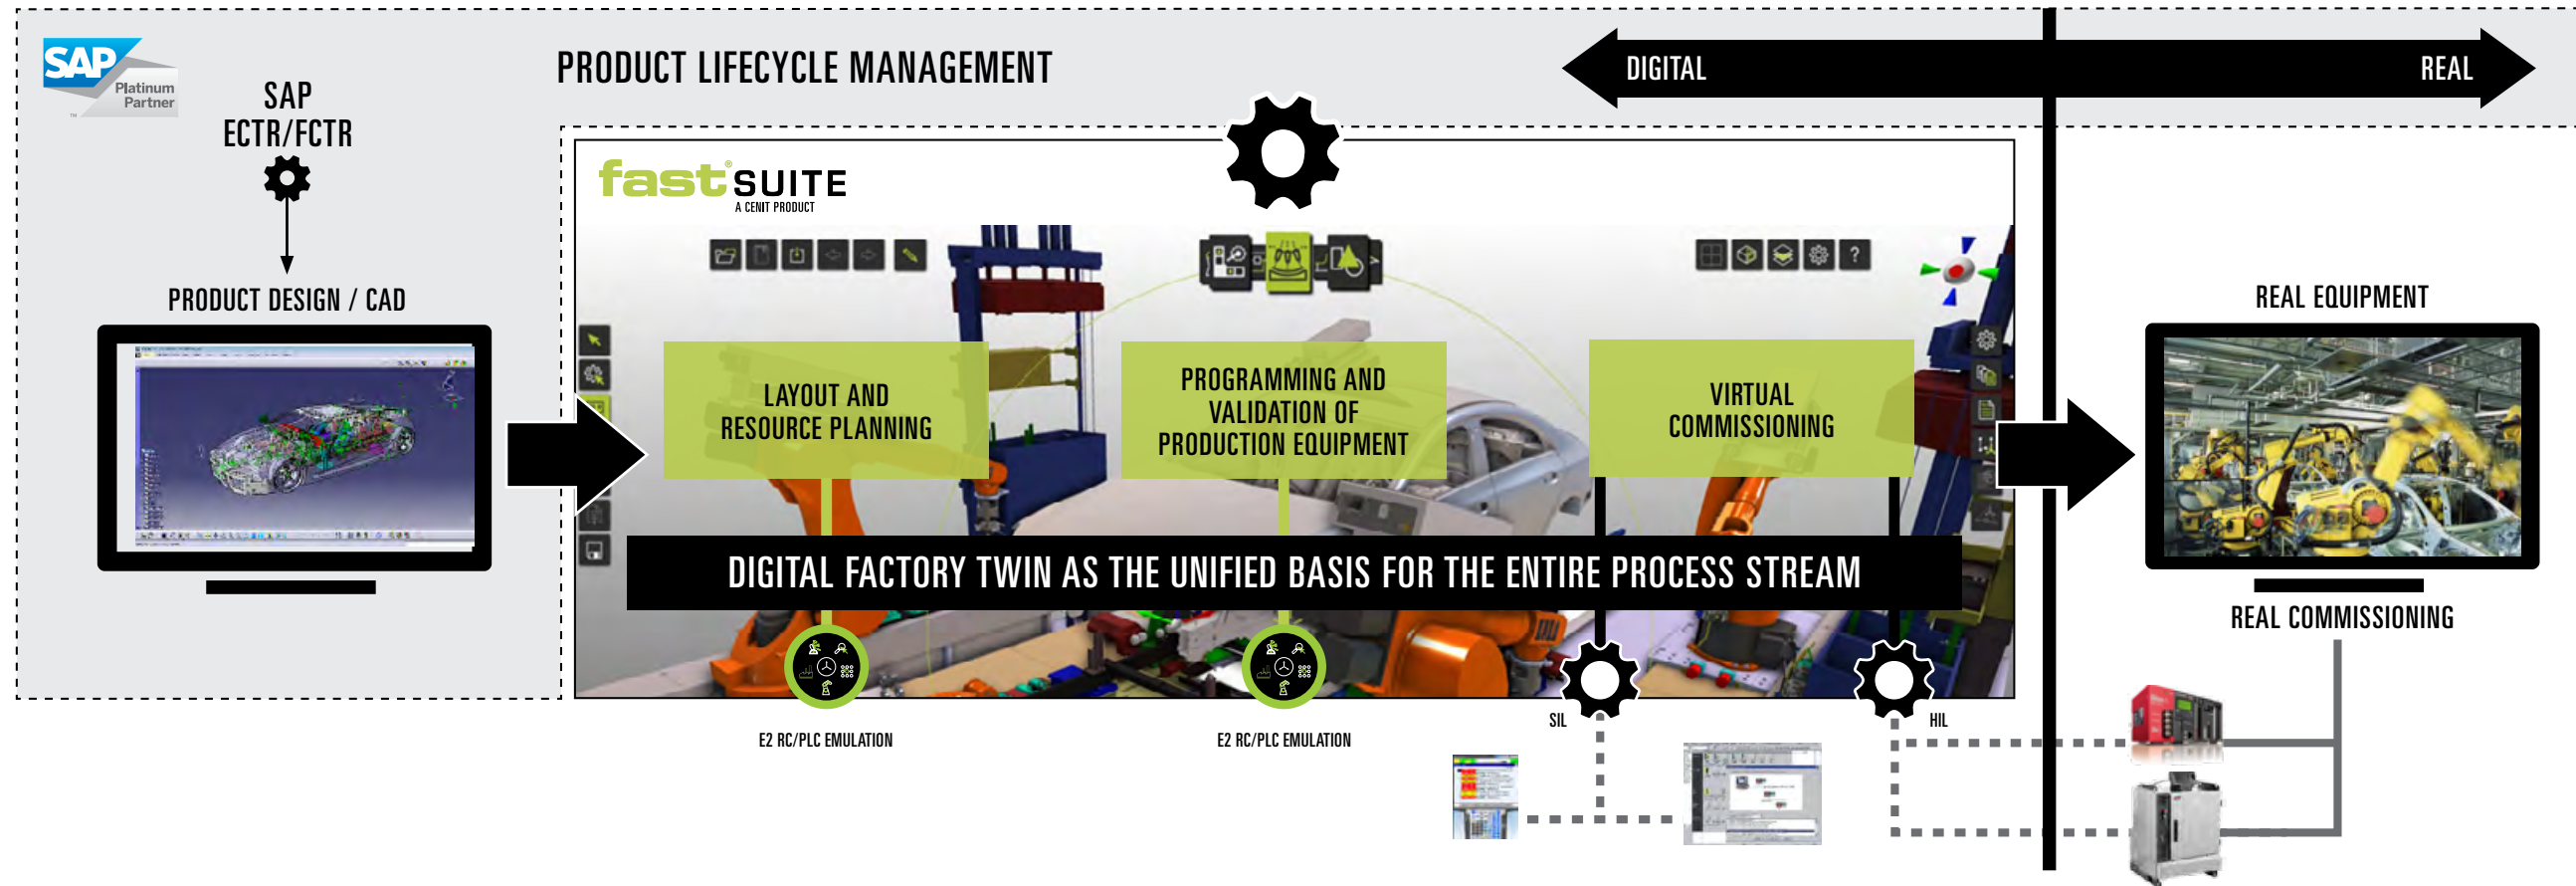 SAP
Platinum
Partner
TM
SAP
ECTR/FCTR
PRODUCT DESIGN / CAD
PRODUCT LIFECYCLE MANAGEMENT
DIGITAL
REAL
fast® SUITE
A CENIT PRODUCT
?
LAYOUT AND
RESOURCE PLANNING
PROGRAMMING AND
VALIDATION OF
PRODUCTION EQUIPMENT
VIRTUAL
COMMISSIONING
DIGITAL FACTORY TWIN AS THE UNIFIED BASIS FOR THE ENTIRE PROCESS STREAM
E2 RC/PLC EMULATION
E2 RC/PLC EMULATION
SIL
HIL
REAL EQUIPMENT
REAL COMMISSIONING